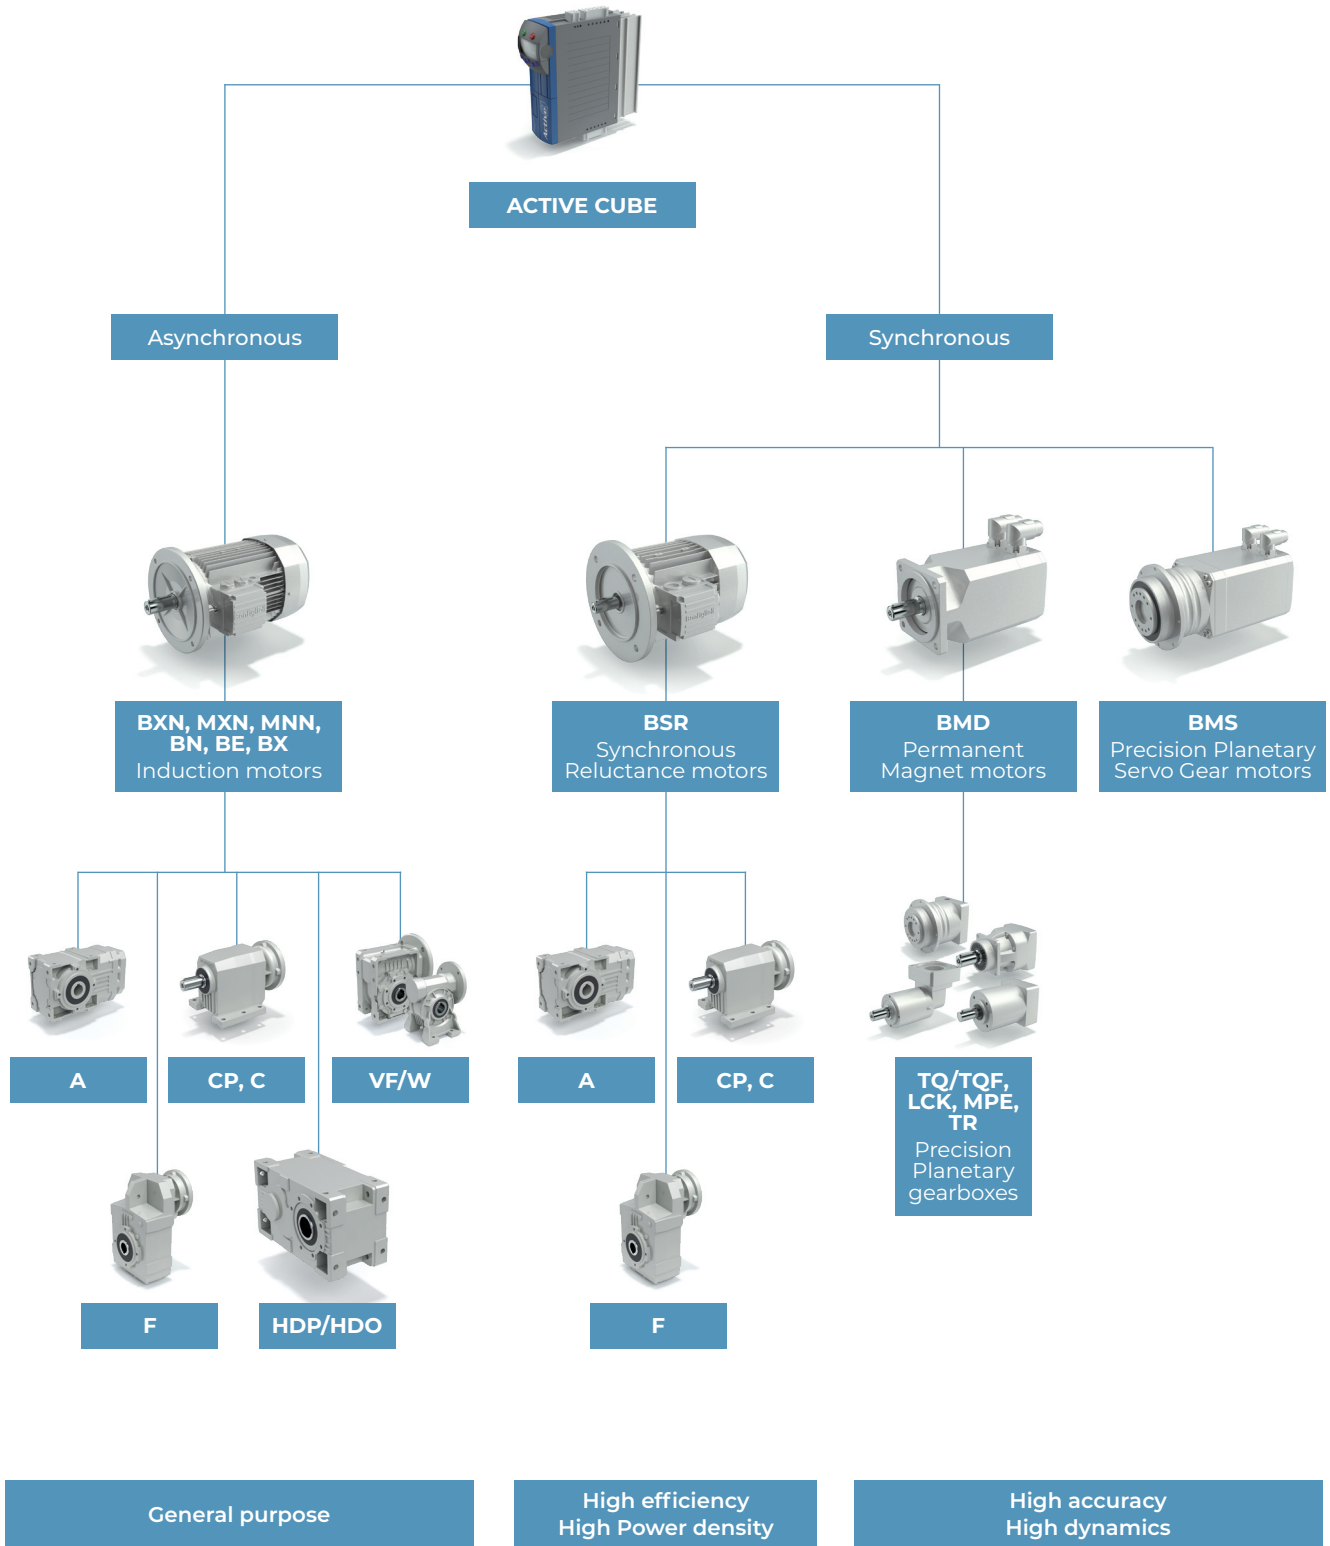 ACTIVE CUBE
Asynchronous
Synchronous
BXN, MXN, MNN,
BN, BE, BX
Induction motors
BSR
Synchronous
Reluctance motors
BMD
Permanent
Magnet motors
BMS
Precision Planetary
Servo Gear motors
A
CP, C
VF/W
A
CP, C
TQ/TQF,
LCK, MPE,
TR
Precision
Planetary
gearboxes
F
HDP/HDO
F
General purpose
High efficiency
High Power density
High accuracy
High dynamics